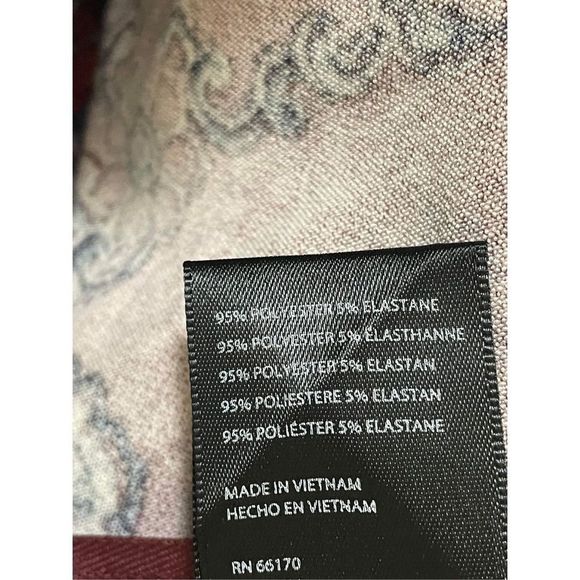 95% POLYESTER 5% ELASTANE
95% POLYESTER 5% ELASTHANNE
95% POLYESTER 5% ELASTAN
95% POLIESTERE 5% ELASTAN
95% POLIÉSTER 5% ELASTANE
MADE IN VIETNAM
HECHO EN VIETNAM
RN 66170